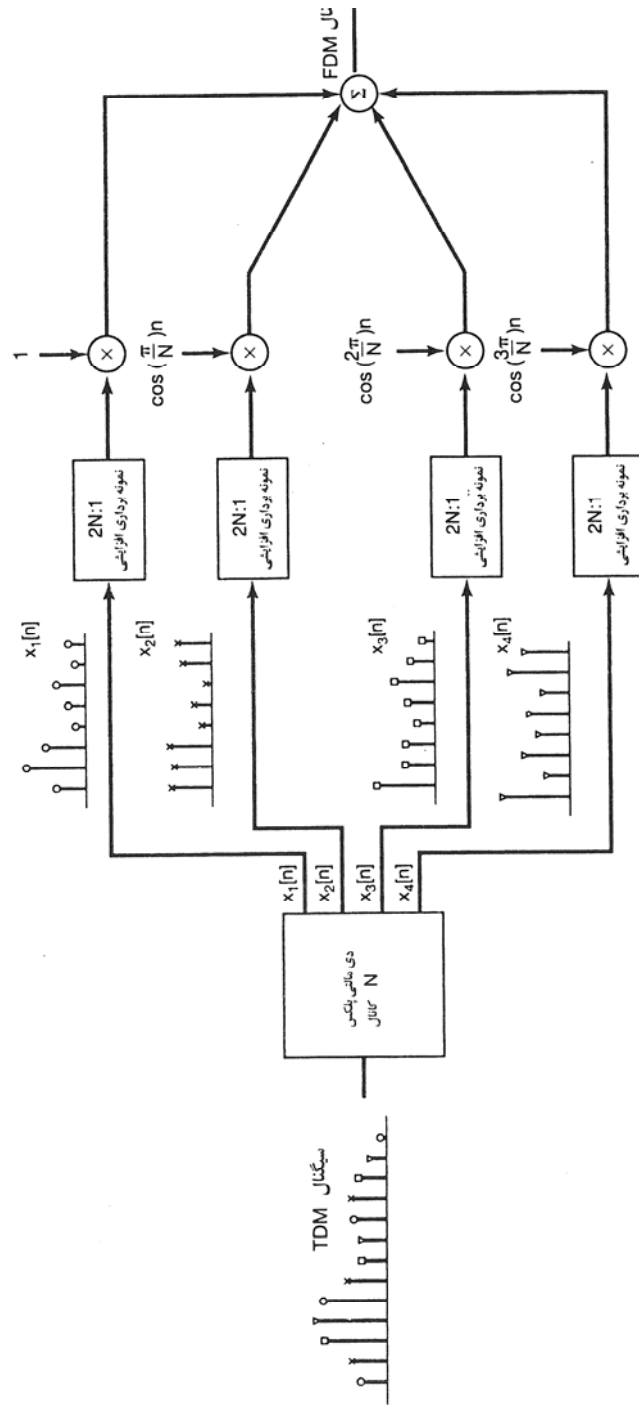 سیگنال TDM
دی مالتی پلکس
N
کانال
x₁[n]
x₂[n]
x₃[n]
x₄[n]
x₁[n]
x₂[n]
x₃[n]
x₄[n]
2N:1
نمونه برداری افزایشی
2N:1
نمونه برداری افزایشی
2N:1
نمونه برداری افزایشی
2N:1
نمونه برداری افزایشی
1
cos (π/N)n
cos (2π/N)n
cos (3π/N)n
×
×
×
×
Σ
FDM